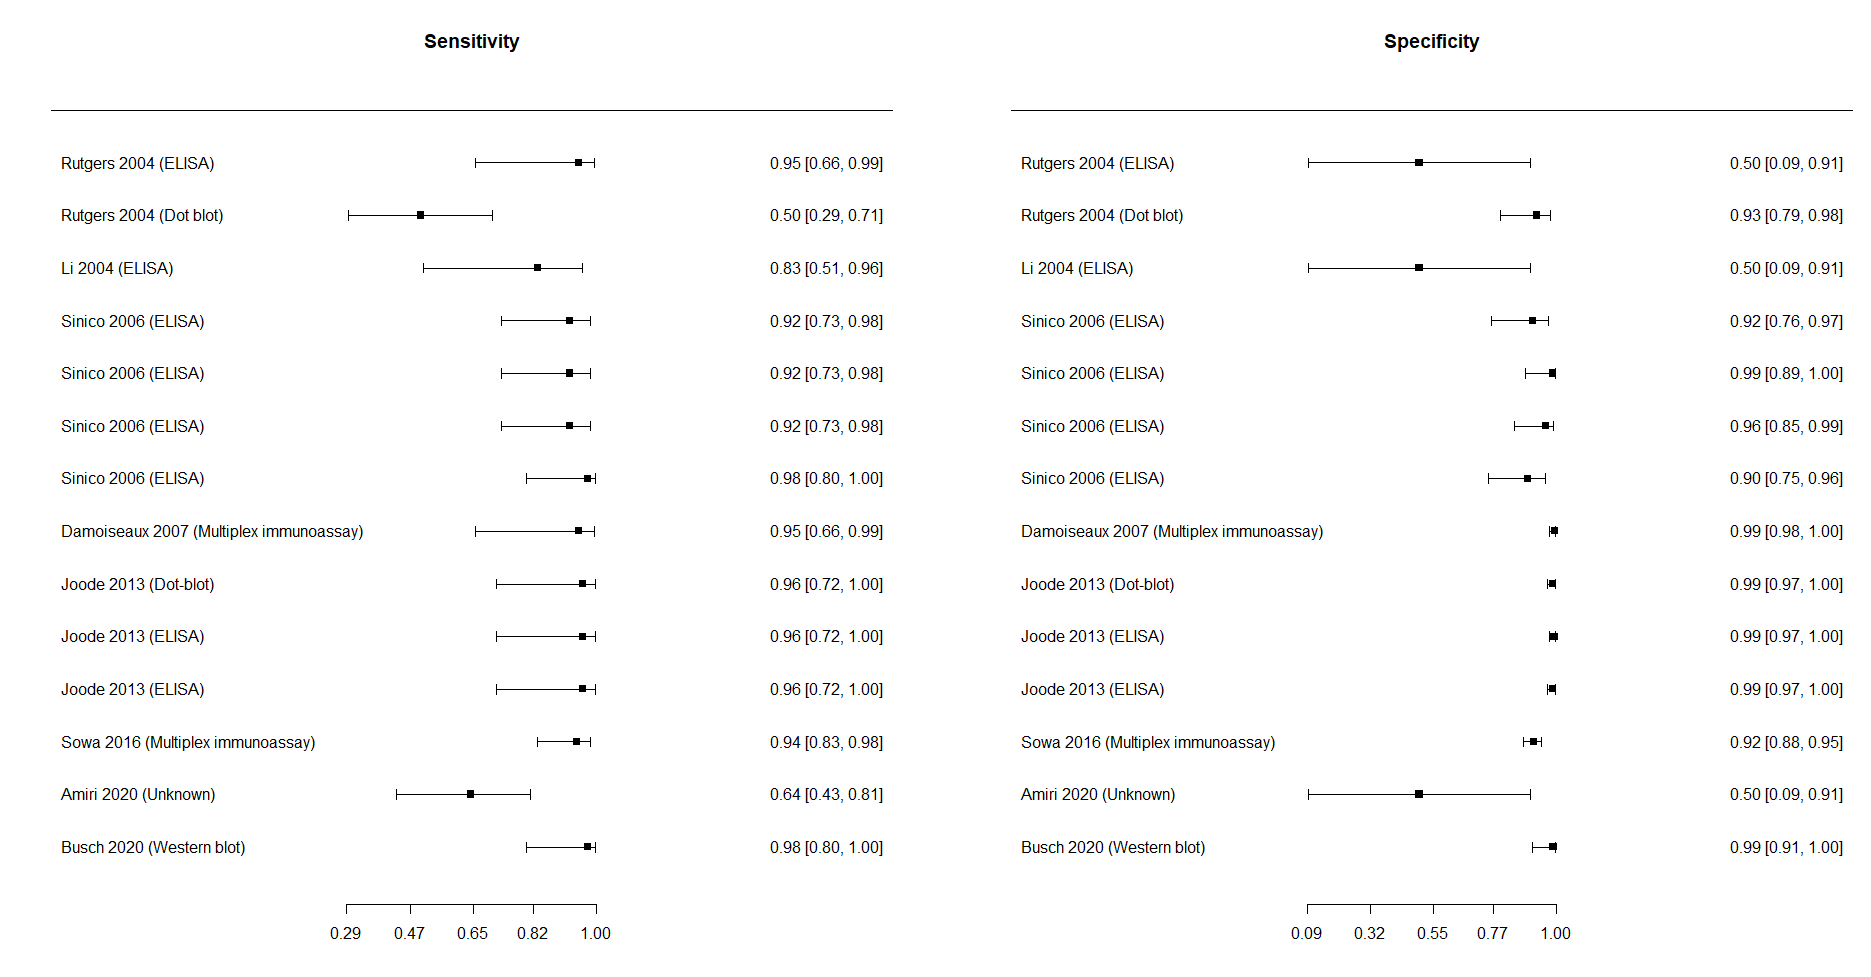 Sensitivity
Rutgers 2004 (ELISA) 0.95 [0.66, 0.99]
Rutgers 2004 (Dot blot) 0.50 [0.29, 0.71]
Li 2004 (ELISA) 0.83 [0.51, 0.96]
Sinico 2006 (ELISA) 0.92 [0.73, 0.98]
Sinico 2006 (ELISA) 0.92 [0.73, 0.98]
Sinico 2006 (ELISA) 0.92 [0.73, 0.98]
Sinico 2006 (ELISA) 0.98 [0.80, 1.00]
Damoiseaux 2007 (Multiplex immunoassay) 0.95 [0.66, 0.99]
Joode 2013 (Dot-blot) 0.96 [0.72, 1.00]
Joode 2013 (ELISA) 0.96 [0.72, 1.00]
Joode 2013 (ELISA) 0.96 [0.72, 1.00]
Sowa 2016 (Multiplex immunoassay) 0.94 [0.83, 0.98]
Amiri 2020 (Unknown) 0.64 [0.43, 0.81]
Busch 2020 (Western blot) 0.98 [0.80, 1.00]
0.29 0.47 0.65 0.82 1.00
Specificity
Rutgers 2004 (ELISA) 0.50 [0.09, 0.91]
Rutgers 2004 (Dot blot) 0.93 [0.79, 0.98]
Li 2004 (ELISA) 0.50 [0.09, 0.91]
Sinico 2006 (ELISA) 0.92 [0.76, 0.97]
Sinico 2006 (ELISA) 0.99 [0.89, 1.00]
Sinico 2006 (ELISA) 0.96 [0.85, 0.99]
Sinico 2006 (ELISA) 0.90 [0.75, 0.96]
Damoiseaux 2007 (Multiplex immunoassay) 0.99 [0.98, 1.00]
Joode 2013 (Dot-blot) 0.99 [0.97, 1.00]
Joode 2013 (ELISA) 0.99 [0.97, 1.00]
Joode 2013 (ELISA) 0.99 [0.97, 1.00]
Sowa 2016 (Multiplex immunoassay) 0.92 [0.88, 0.95]
Amiri 2020 (Unknown) 0.50 [0.09, 0.91]
Busch 2020 (Western blot) 0.99 [0.91, 1.00]
0.09 0.32 0.55 0.77 1.00